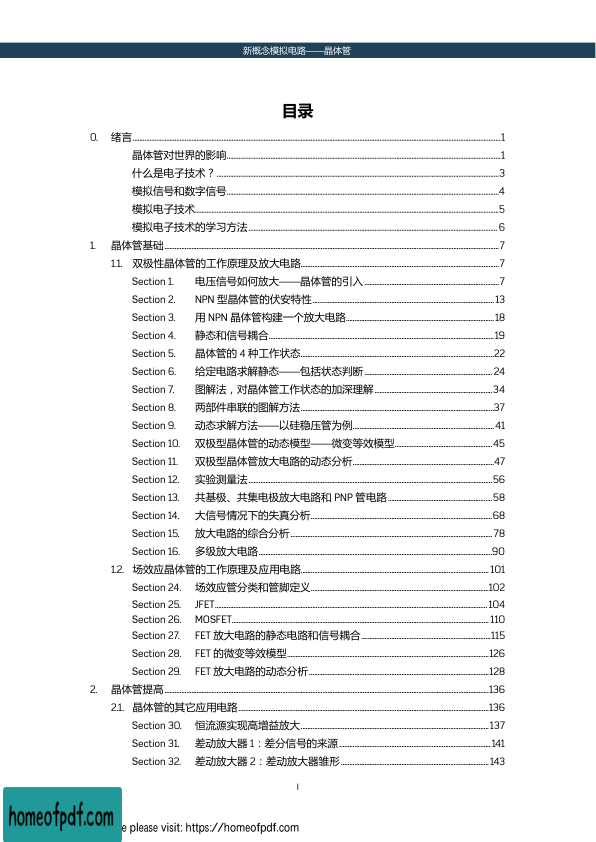 新概念模拟电路——晶体管
目录
0. 绪言 1
晶体管对世界的影响 1
什么是电子技术？ 3
模拟信号和数字信号 4
模拟电子技术 5
模拟电子技术的学习方法 6
1. 晶体管基础 7
1.1. 双极性晶体管的工作原理及放大电路 7
Section 1. 电压信号如何放大——晶体管的引入 7
Section 2. NPN 型晶体管的伏安特性 13
Section 3. 用 NPN 晶体管构建一个放大电路 18
Section 4. 静态和信号耦合 19
Section 5. 晶体管的 4 种工作状态 22
Section 6. 给定电路求解静态——包括状态判断 24
Section 7. 图解法，对晶体管工作状态的加深理解 34
Section 8. 两部件串联的图解方法 37
Section 9. 动态求解方法——以硅稳压管为例 41
Section 10. 双极型晶体管的动态模型——微变等效模型 45
Section 11. 双极型晶体管放大电路的动态分析 47
Section 12. 实验测量法 56
Section 13. 共基极、共集电极放大电路和 PNP 管电路 58
Section 14. 大信号情况下的失真分析 68
Section 15. 放大电路的综合分析 78
Section 16. 多级放大电路 90
1.2. 场效应晶体管的工作原理及应用电路 101
Section 24. 场效应管分类和管脚定义 102
Section 25. JFET 104
Section 26. MOSFET 110
Section 27. FET 放大电路的静态电路和信号耦合 115
Section 28. FET 的微变等效模型 126
Section 29. FET 放大电路的动态分析 128
2. 晶体管提高 136
2.1. 晶体管的其它应用电路 136
Section 30. 恒流源实现高增益放大 137
Section 31. 差动放大器 1：差分信号的来源 141
Section 32. 差动放大器 2：差动放大器雏形 143
I
homeofpdf.com
e please visit: https://homeofpdf.com